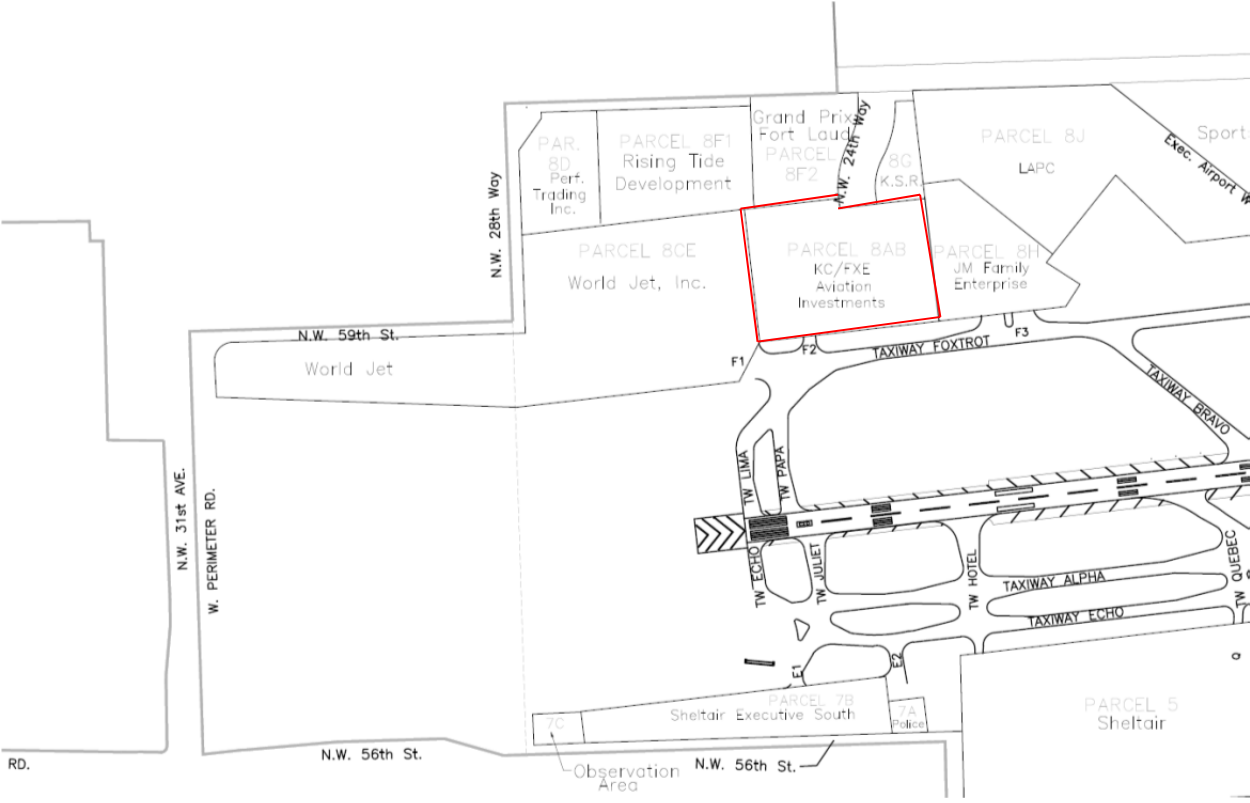 Grand Prix
Fort Laud
PARCEL
8F2
N.W. 24th Way
PAR.
8D
Perf.
Trading
Inc.
PARCEL 8F1
Rising Tide
Development
8G
K.S.R.
PARCEL 8J
LAPC
Sport
Exec. Airport W
N.W. 28th Way
PARCEL 8CE
World Jet, Inc.
PARCEL 8AB
KC/FXE
Aviation
Investments
PARCEL 8H
JM Family
Enterprise
N.W. 59th St.
World Jet
F1
F2
F3
TAXIWAY FOXTROT
TAXIWAY BRAVO
TW LIMA
TW PAPA
N.W. 31st AVE.
W. PERIMETER RD.
TW ECHO
TW JULIET
TW HOTEL
TAXIWAY ALPHA
TAXIWAY ECHO
TW QUEBEC
E1
E2
PARCEL 7B
Sheltair Executive South
7C
7A
Police
PARCEL 5
Sheltair
RD.
N.W. 56th St.
Observation
Area
N.W. 56th St.